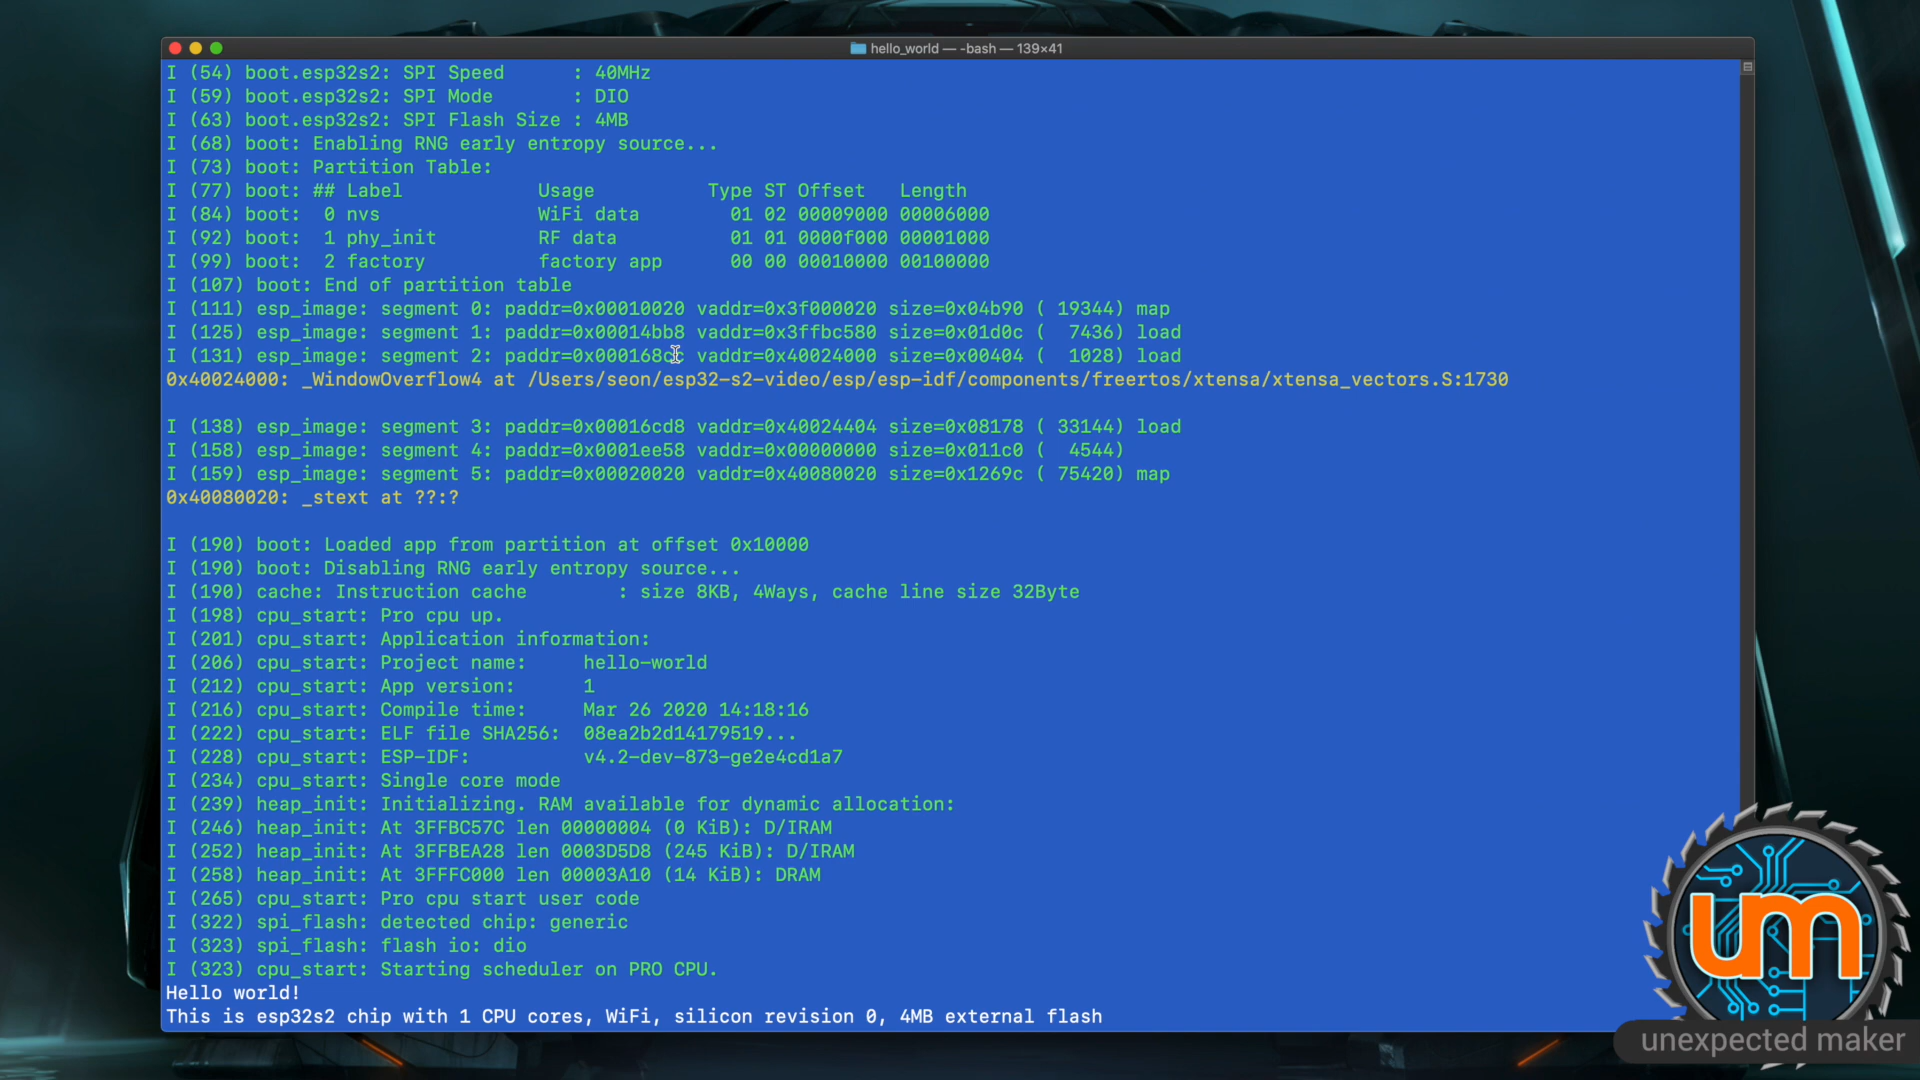 hello_world — -bash — 139×41
I (54) boot.esp32s2: SPI Speed      : 40MHz
I (59) boot.esp32s2: SPI Mode       : DIO
I (63) boot.esp32s2: SPI Flash Size : 4MB
I (68) boot: Enabling RNG early entropy source...
I (73) boot: Partition Table:
I (77) boot: ## Label            Usage          Type ST Offset   Length
I (84) boot:  0 nvs              WiFi data        01 02 00009000 00006000
I (92) boot:  1 phy_init         RF data          01 01 0000f000 00001000
I (99) boot:  2 factory          factory app      00 00 00010000 00100000
I (107) boot: End of partition table
I (111) esp_image: segment 0: paddr=0x00010020 vaddr=0x3f000020 size=0x04b90 ( 19344) map
I (125) esp_image: segment 1: paddr=0x00014bb8 vaddr=0x3ffbc580 size=0x01d0c (  7436) load
I (131) esp_image: segment 2: vaddr=0x40024000 size=0x00404 (  1028) load
0x40024000: _WindowOverflow4 at /Users/seon/esp32-s2-video/esp/esp-idf/components/freertos/xtensa/xtensa_vectors.S:1730
I (138) esp_image: segment 3: paddr=0x00016cd8 vaddr=0x40024404 size=0x08178 ( 33144) load
I (158) esp_image: segment 4: paddr=0x0001ee58 vaddr=0x00000000 size=0x011c0 (  4544)
I (159) esp_image: segment 5: paddr=0x00020020 vaddr=0x40080020 size=0x1269c ( 75420) map
0x40080020: _stext at ??:?
I (190) boot: Loaded app from partition at offset 0x10000
I (190) boot: Disabling RNG early entropy source...
I (190) cache: Instruction cache        : size 8KB, 4Ways, cache line size 32Byte
I (198) cpu_start: Pro cpu up.
I (201) cpu_start: Application information:
I (206) cpu_start: Project name:     hello-world
I (212) cpu_start: App version:      1
I (216) cpu_start: Compile time:     Mar 26 2020 14:18:16
I (222) cpu_start: ELF file SHA256:  08ea2b2d14179519...
I (228) cpu_start: ESP-IDF:          v4.2-dev-873-ge2e4cd1a7
I (234) cpu_start: Single core mode
I (239) heap_init: Initializing. RAM available for dynamic allocation:
I (246) heap_init: At 3FFBC57C len 00000004 (0 KiB): D/IRAM
I (252) heap_init: At 3FFBEA28 len 0003D5D8 (245 KiB): D/IRAM
I (258) heap_init: At 3FFFC000 len 00003A10 (14 KiB): DRAM
I (265) cpu_start: Pro cpu start user code
I (322) spi_flash: detected chip: generic
I (323) spi_flash: flash io: dio
I (323) cpu_start: Starting scheduler on PRO CPU.
Hello world!
This is esp32s2 chip with 1 CPU cores, WiFi, silicon revision 0, 4MB external flash
um
unexpected maker